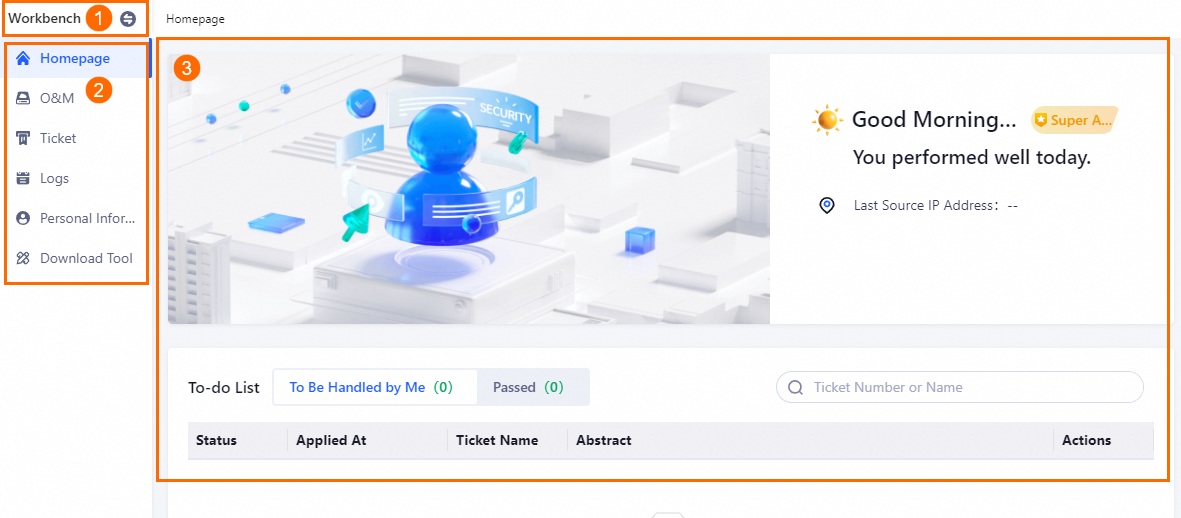 Workbench 1
Homepage
Homepage
O&M
2
Ticket
Logs
Personal Infor...
Download Tool
3
SECURITY
Good Morning... Super A...
You performed well today.
Last Source IP Address: --
To-do List To Be Handled by Me (0) Passed (0) Ticket Number or Name
Status Applied At Ticket Name Abstract Actions